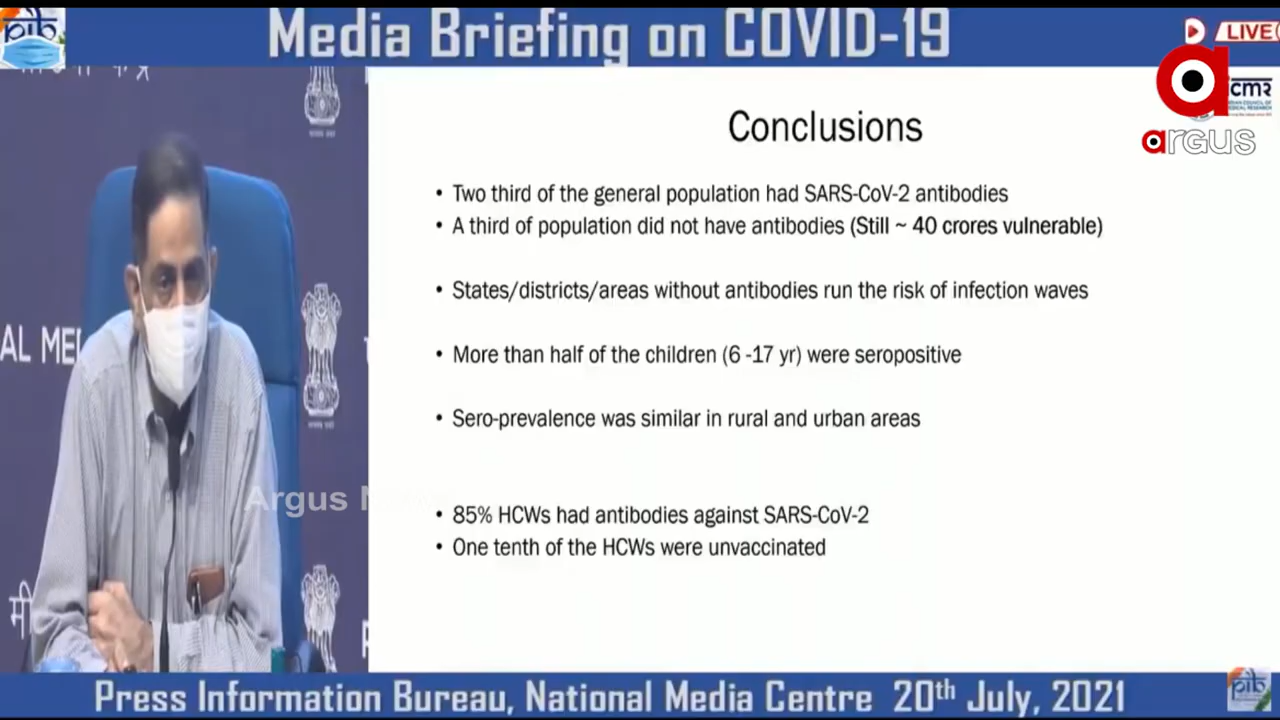 Media Briefing on COVID-19
pib
LIVE
a
argus
cmr
Conclusions
• Two third of the general population had SARS-CoV-2 antibodies
• A third of population did not have antibodies (Still ~ 40 crores vulnerable)
• States/districts/areas without antibodies run the risk of infection waves
• More than half of the children (6 -17 yr) were seropositive
• Sero-prevalence was similar in rural and urban areas
• 85% HCWs had antibodies against SARS-CoV-2
• One tenth of the HCWs were unvaccinated
AL MEI
Argus
मी
Press Information Bureau, National Media Centre 20th July, 2021
pib